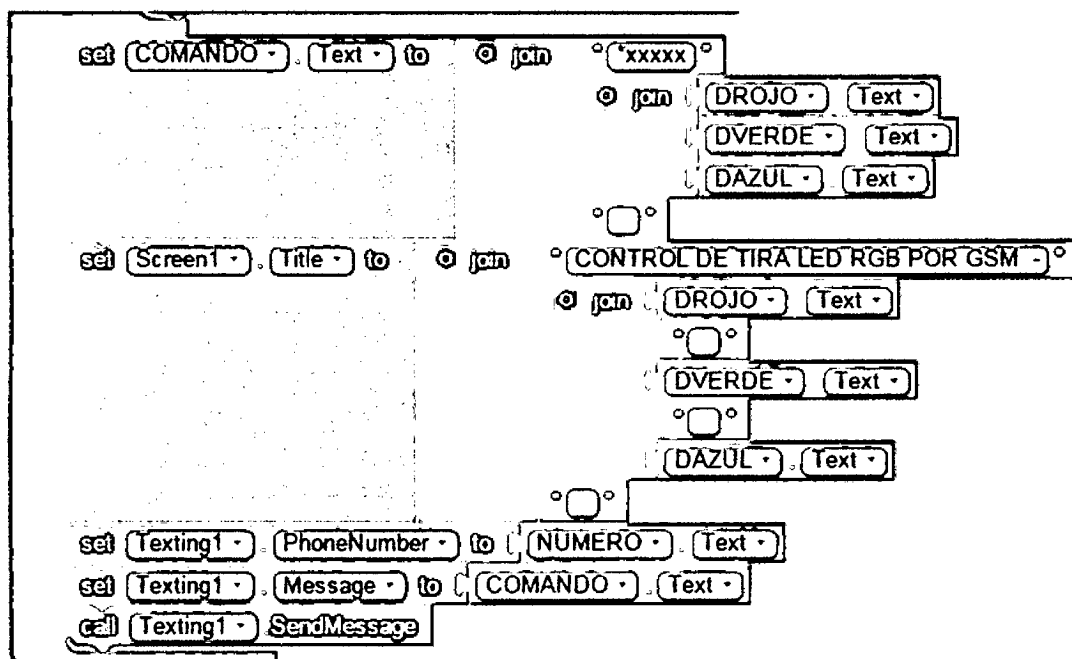 set COMANDO . Text to join "*xxxxx"
join DROJO . Text
DVERDE . Text
DAZUL . Text
" "
set Screen1 . Title to join "CONTROL DE TIRA LED RGB POR GSM -"
join DROJO . Text
" "
DVERDE . Text
" "
DAZUL . Text
" "
set Texting1 . PhoneNumber to NUMERO . Text
set Texting1 . Message to COMANDO . Text
call Texting1 .SendMessage